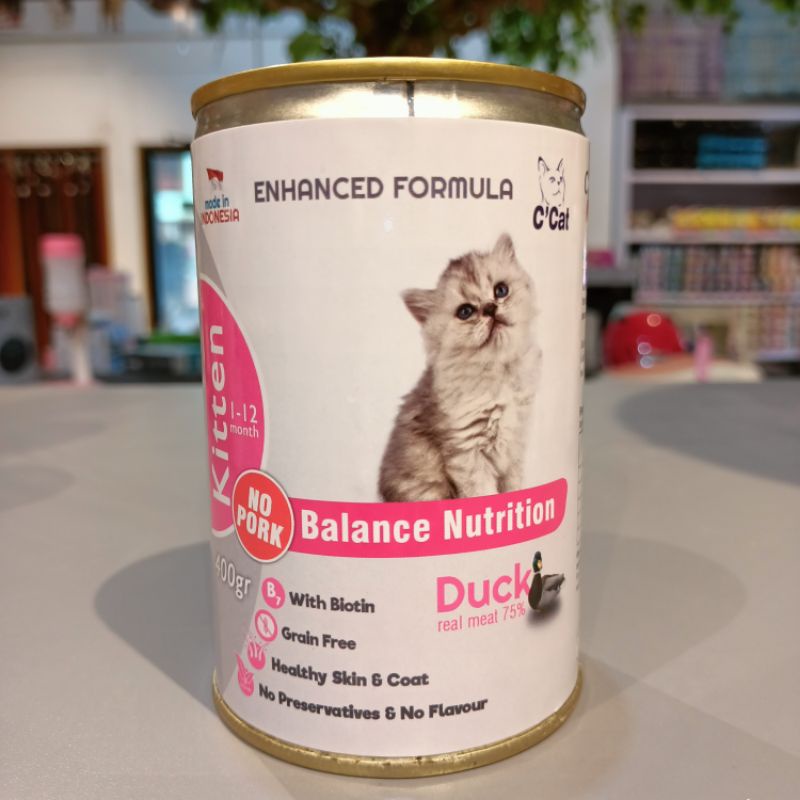 made in
INDONESIA
ENHANCED FORMULA
C'Cat
Kitten
1-12
month
NO
PORK
Balance Nutrition
400gr
Duck
real meat 75%
B7 With Biotin
Grain Free
Healthy Skin & Coat
No Preservatives & No Flavour